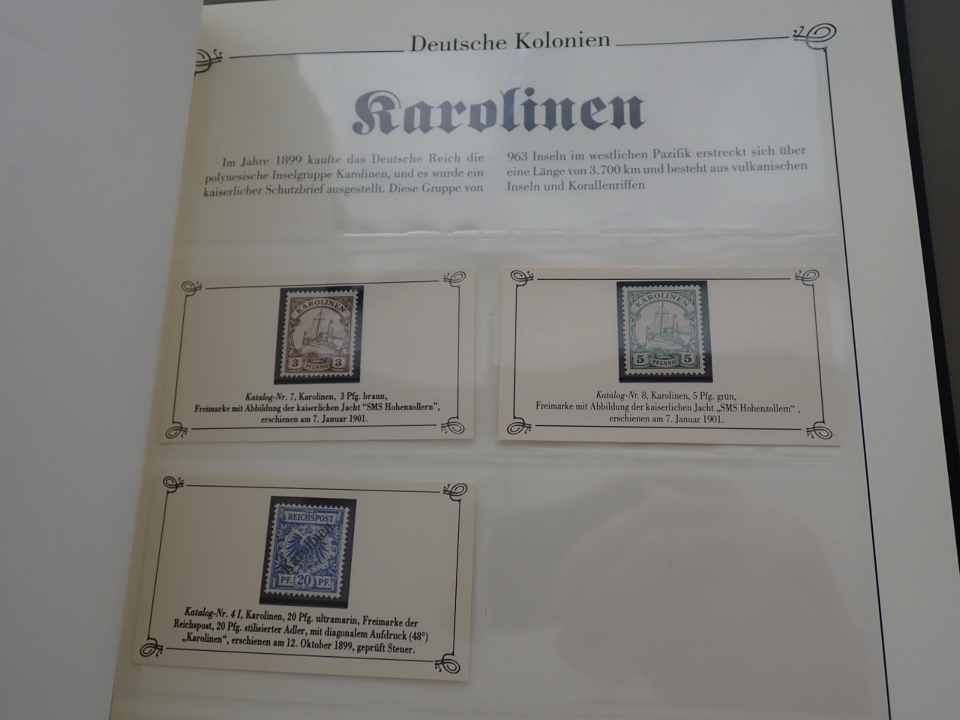 Deutsche Kolonien
Karolinen
Im Jahre 1899 kaufte das Deutsche Reich die
polynesische Inselgruppe Karolinen, und es wurde ein
kaiserlicher Schutzbrief ausgestellt. Diese Gruppe von
963 Inseln im westlichen Pazifik erstreckt sich über
eine Länge von 3.700 km und besteht aus vulkanischen
Inseln und Korallenriffen
KAROLINEN
3 PFENNIG 3
Katalog-Nr. 7, Karolinen, 3 Pfg. braun,
Freimarke mit Abbildung der kaiserlichen Jacht "SMS Hohenzollern",
erschienen am 7. Januar 1901.
KAROLINEN
5 PFENNIG 5
Katalog-Nr. 8, Karolinen, 5 Pfg. grün,
Freimarke mit Abbildung der kaiserlichen Jacht „SMS Hohenzollern" ,
erschienen am 7. Januar 1901.
REICHSPOST
Karolinen
PF. 20 PF.
Katalog-Nr. 4 I, Karolinen, 20 Pfg. ultramarin, Freimarke der
Reichspost, 20 Pfg. stilisierter Adler, mit diagonalem Aufdruck (48°)
„Karolinen", erschienen am 12. Oktober 1899, geprüft Steuer.